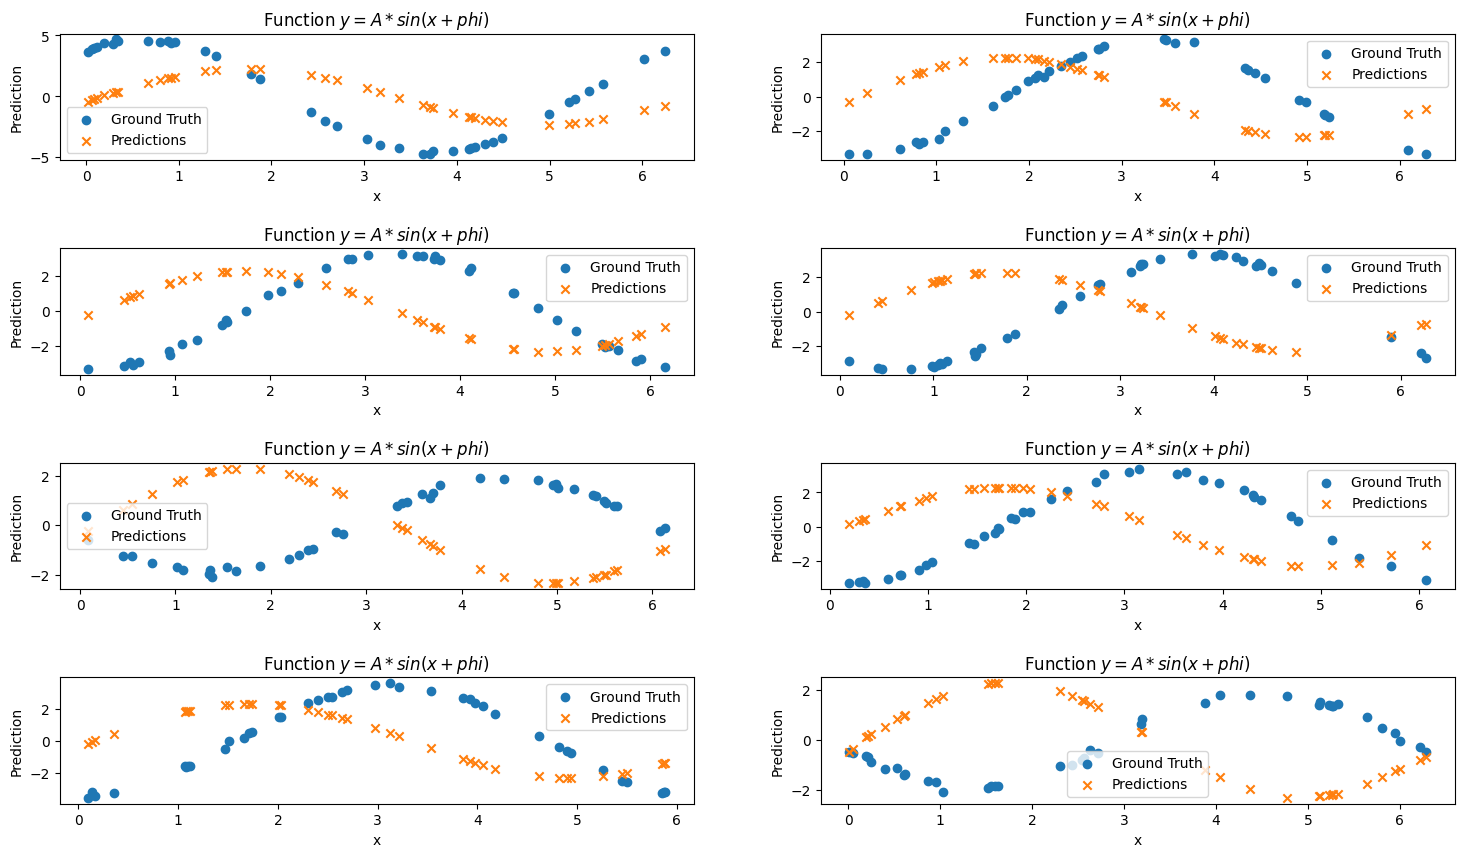 Function y = A * sin(x + phi)
Prediction
5
0
−5
Ground Truth
Predictions
0 1 2 3 4 5 6
x
Function y = A * sin(x + phi)
Prediction
2
0
−2
Ground Truth
Predictions
0 1 2 3 4 5 6
x
Function y = A * sin(x + phi)
Prediction
2
0
−2
Ground Truth
Predictions
0 1 2 3 4 5 6
x
Function y = A * sin(x + phi)
Prediction
2
0
−2
Ground Truth
Predictions
0 1 2 3 4 5 6
x
Function y = A * sin(x + phi)
Prediction
2
0
−2
Ground Truth
Predictions
0 1 2 3 4 5 6
x
Function y = A * sin(x + phi)
Prediction
2
0
−2
Ground Truth
Predictions
0 1 2 3 4 5 6
x
Function y = A * sin(x + phi)
Prediction
2
0
−2
Ground Truth
Predictions
0 1 2 3 4 5 6
x
Function y = A * sin(x + phi)
Prediction
2
0
−2
Ground Truth
Predictions
0 1 2 3 4 5 6
x